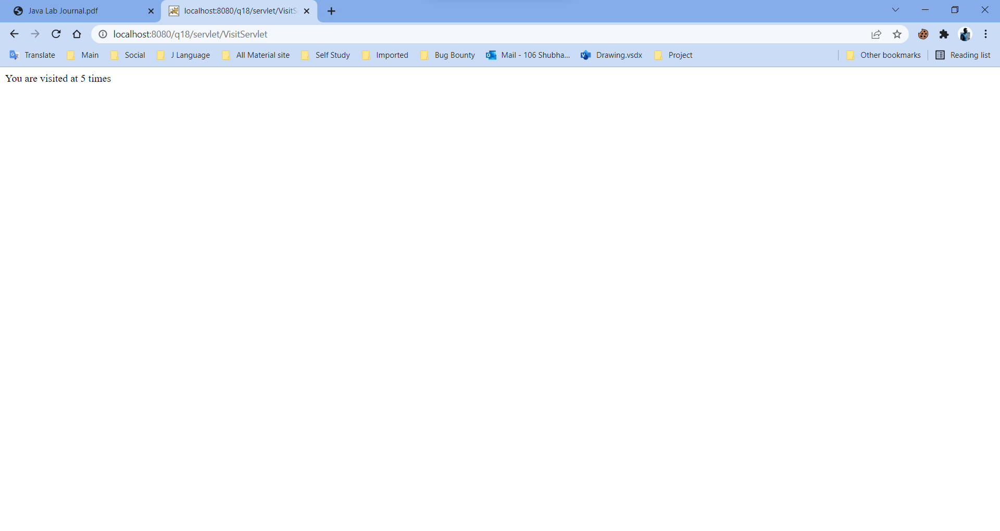 Java Lab Journal.pdf
localhost:8080/q18/servlet/VisitS
localhost:8080/q18/servlet/VisitServlet
Translate Main Social J Language All Material site Self Study Imported Bug Bounty Mail - 106 Shubha... Drawing.vsdx Project Other bookmarks Reading list
You are visited at 5 times